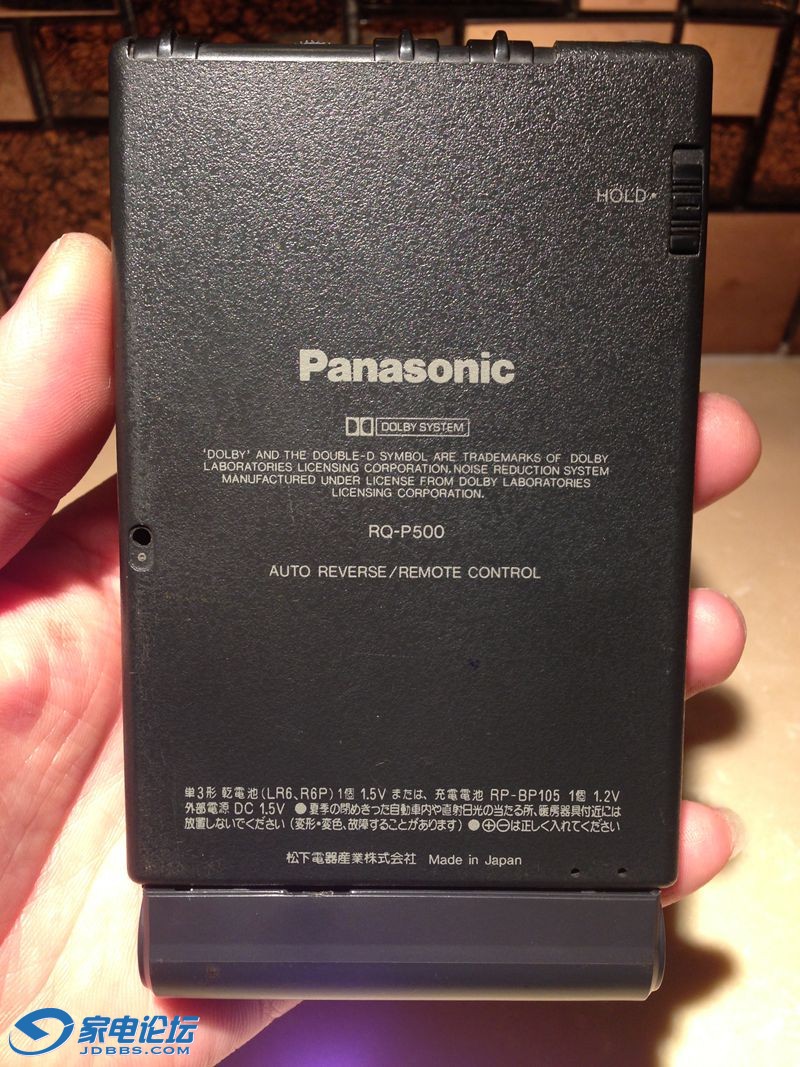 HOLD
Panasonic
DOLBY SYSTEM
'DOLBY' AND THE DOUBLE-D SYMBOL ARE TRADEMARKS OF DOLBY
LABORATORIES LICENSING CORPORATION. NOISE REDUCTION SYSTEM
MANUFACTURED UNDER LICENSE FROM DOLBY LABORATORIES
LICENSING CORPORATION.
RQ-P500
AUTO REVERSE/REMOTE CONTROL
単3形 乾電池(LR6、R6P)1個 1.5V または、充電電池 RP-BP105 1個 1.2V
外部電源 DC 1.5V ●夏季の閉めきった自動車内や直射日光の当たる所、暖房器具付近には
放置しないでください(変形・変色、故障することがあります)●⊕⊖は正しく入れてください
松下電器産業株式会社 Made in Japan
家电论坛
JDBBS.COM